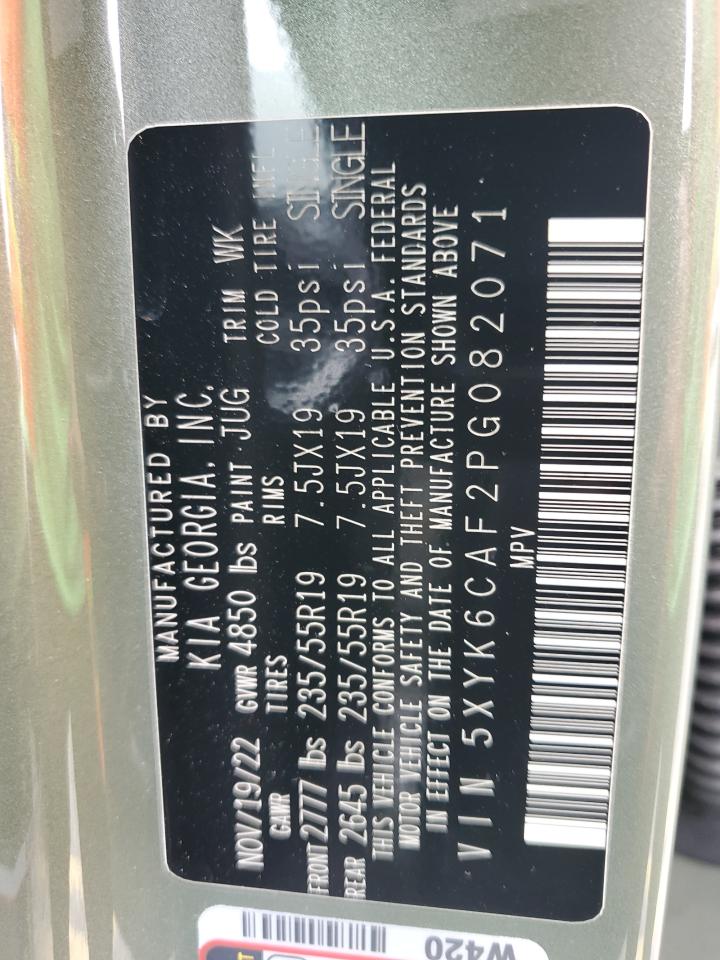 MANUFACTURED BY
KIA GEORGIA, INC.
NOV/19/22 GVWR 4850 lbs PAINT JUG TRIM WK
GAWR TIRES RIMS COLD TIRE INFL
FRONT 2777 lbs 235/55R19 7.5JX19 35psi SINGLE
REAR 2645 lbs 235/55R19 7.5JX19 35psi SINGLE
THIS VEHICLE CONFORMS TO ALL APPLICABLE U.S.A. FEDERAL
MOTOR VEHICLE SAFETY AND THEFT PREVENTION STANDARDS
IN EFFECT ON THE DATE OF MANUFACTURE SHOWN ABOVE
VIN 5XYK6CAF2PG082071
MPV
W420